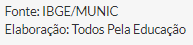 Fonte: IBGE/MUNIC
Elaboração: Todos Pela Educação